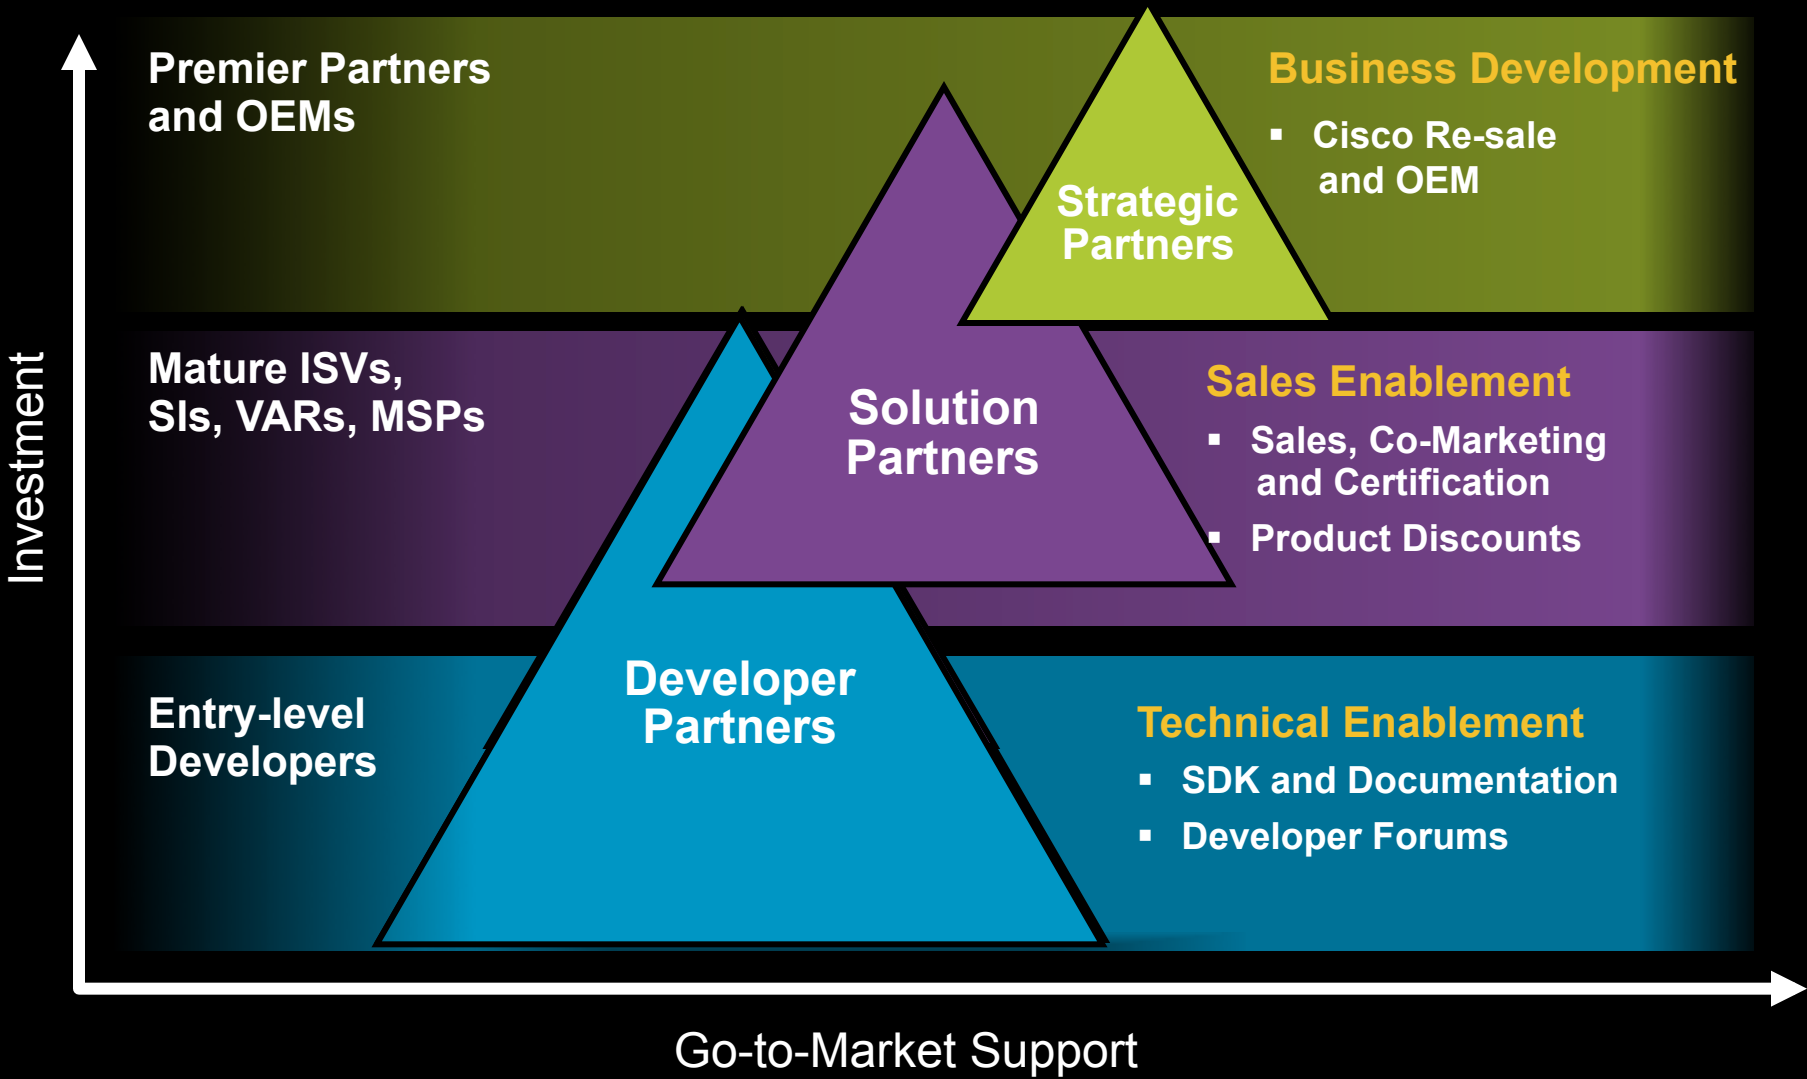 Premier Partners
and OEMs
Strategic
Partners
Business Development
▪ Cisco Re-sale
and OEM
Investment
Mature ISVs,
SIs, VARs, MSPs
Solution
Partners
Sales Enablement
▪ Sales, Co-Marketing
and Certification
▪ Product Discounts
Entry-level
Developers
Developer
Partners
Technical Enablement
▪ SDK and Documentation
▪ Developer Forums
Go-to-Market Support